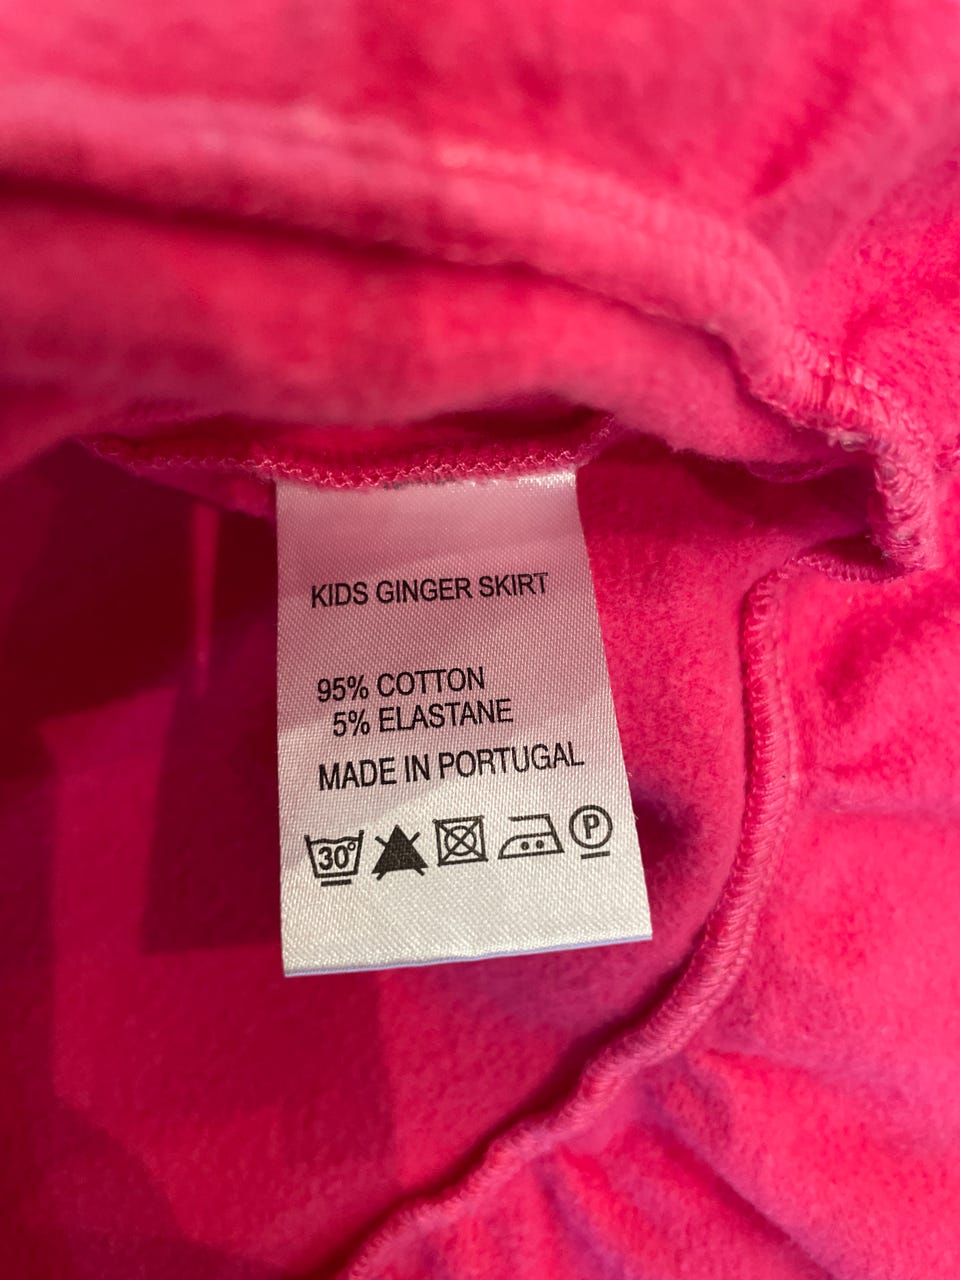 KIDS GINGER SKIRT
95% COTTON
5% ELASTANE
MADE IN PORTUGAL
30° P